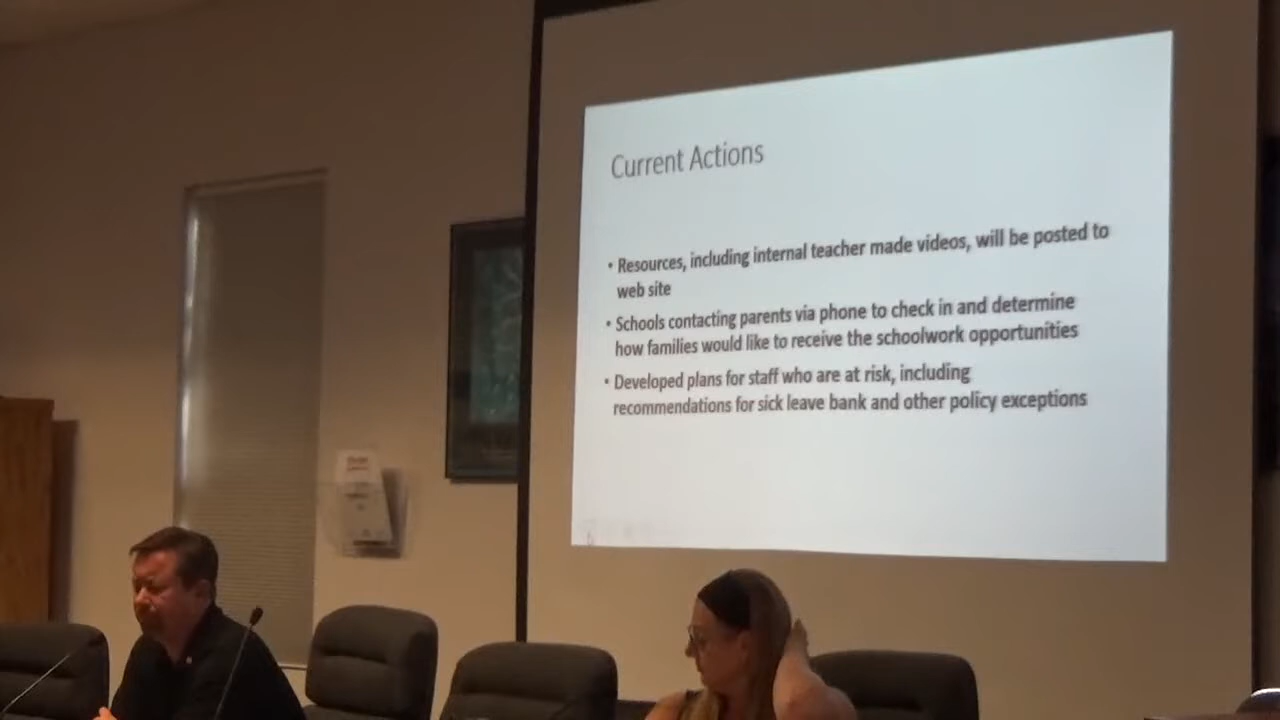 Current Actions
• Resources, including internal teacher made videos, will be posted to
web site
• Schools contacting parents via phone to check in and determine
how families would like to receive the schoolwork opportunities
• Developed plans for staff who are at risk, including
recommendations for sick leave bank and other policy exceptions